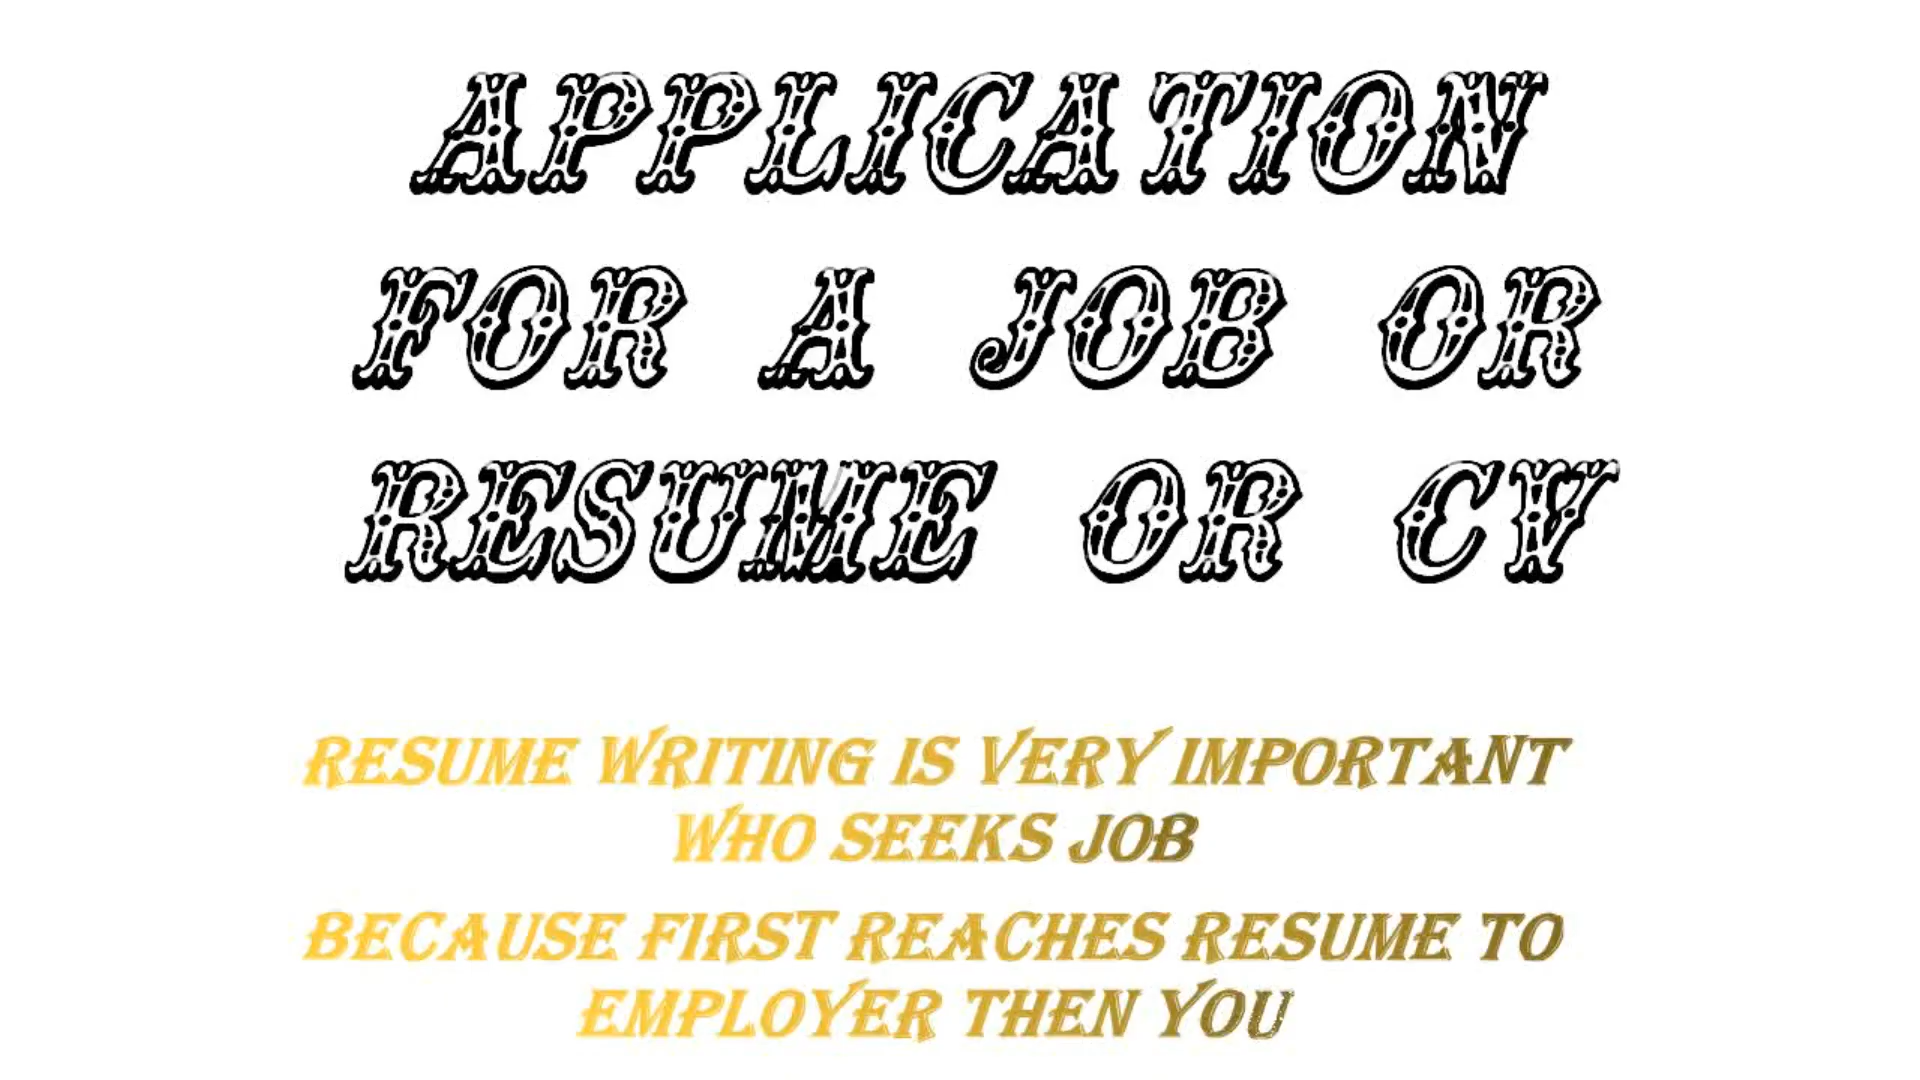 APPLICATION
FOR A JOB OR
RESUME OR CV
RESUME WRITING IS VERY IMPORTANT
WHO SEEKS JOB
BECAUSE FIRST REACHES RESUME TO
EMPLOYER THEN YOU